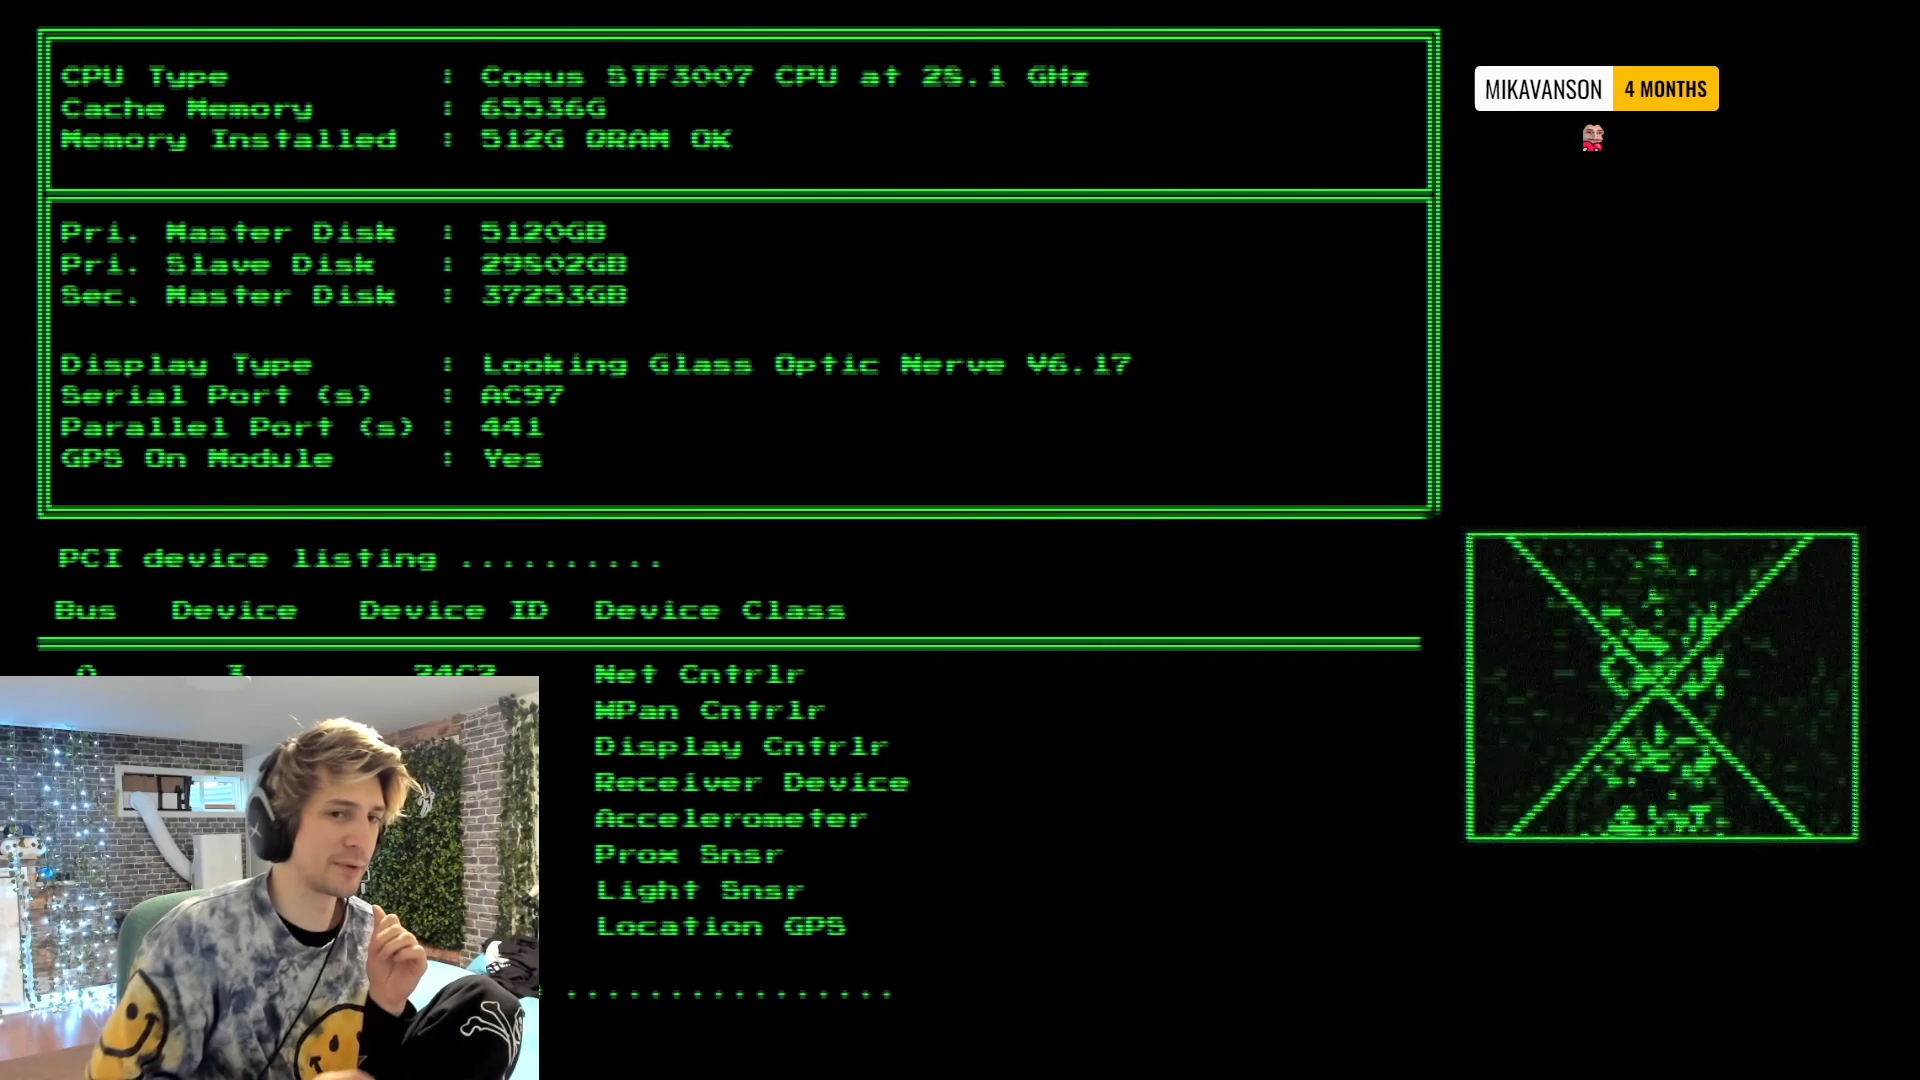 CPU Type : Coeus STF3007 CPU at 28.1 GHz
Cache Memory : 65536G
Memory Installed : 512G QRAM OK
Pri. Master Disk : 5120GB
Pri. Slave Disk : 29802GB
Sec. Master Disk : 37253GB
Display Type : Looking Glass Optic Nerve V6.17
Serial Port (s) : AC97
Parallel Port (s) : 441
GPS On Module : Yes
PCI device listing ..........
Bus Device Device ID Device Class
Net Cntrlr
WPan Cntrlr
Display Cntrlr
Receiver Device
Accelerometer
Prox Snsr
Light Snsr
Location GPS
................
MIKAVANSON 4 MONTHS